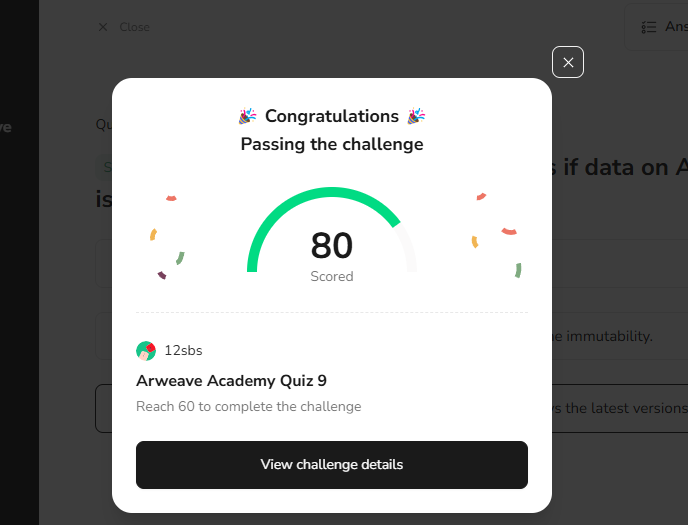 Close
Ans
ve
Qu
🎉 Congratulations 🎉
Passing the challenge
S
s if data on A
is
80
Scored
12sbs
e immutability.
Arweave Academy Quiz 9
Reach 60 to complete the challenge
s the latest versions
View challenge details